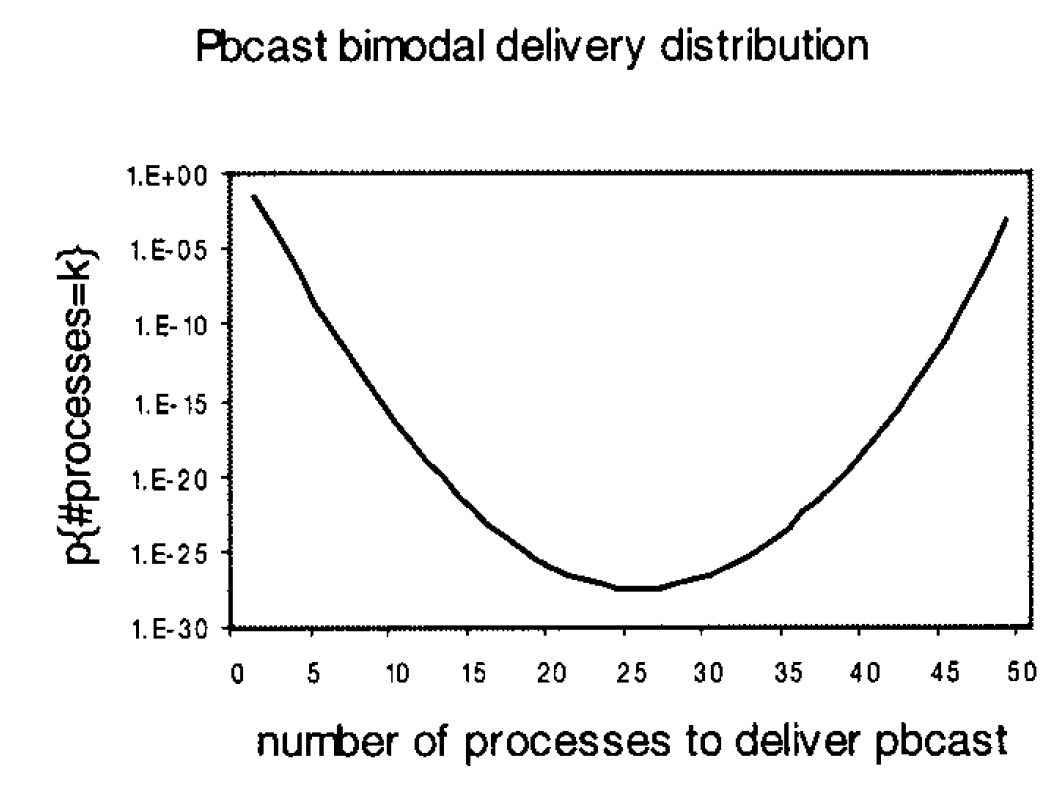 Pbcast bimodal delivery distribution
1.E+00
1.E-05
1.E-10
1.E-15
1.E-20
1.E-25
1.E-30
p{#processes=k}
0 5 10 15 20 25 30 35 40 45 50
number of processes to deliver pbcast